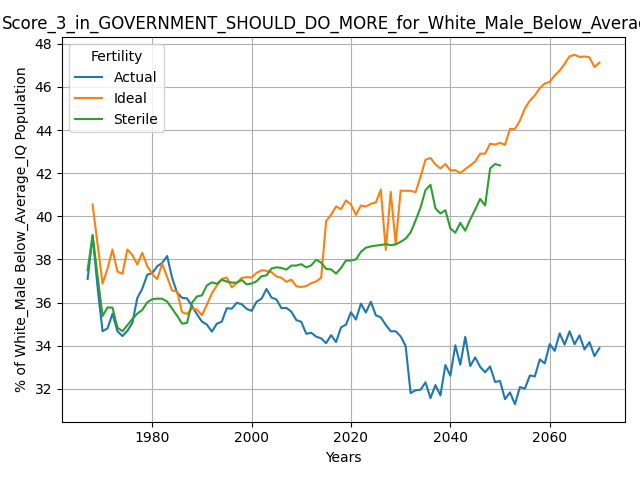 Score_3_in_GOVERNMENT_SHOULD_DO_MORE_for_White_Male_Below_Avera
Fertility
Actual
Ideal
Sterile
% of White_Male Below_Average_IQ Population
48
46
44
42
40
38
36
34
32
1980
2000
2020
2040
2060
Years